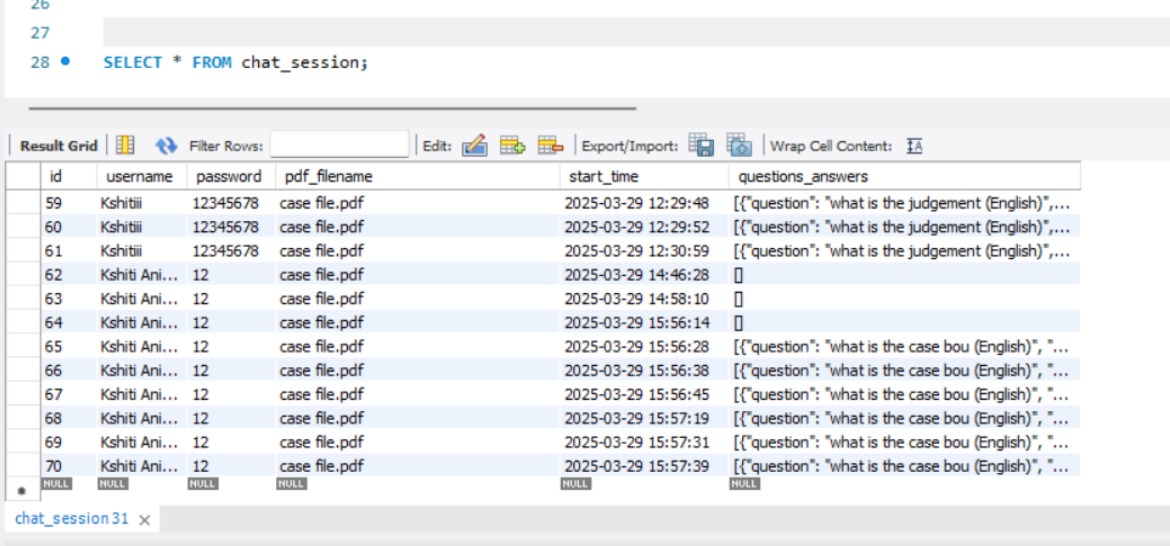 26
27
28 SELECT * FROM chat_session;
Result Grid Filter Rows: Edit: Export/Import: Wrap Cell Content:
id username password pdf_filename start_time questions_answers
59 Kshitiii 12345678 case file.pdf 2025-03-29 12:29:48 [{"question": "what is the judgement (English)",...
60 Kshitiii 12345678 case file.pdf 2025-03-29 12:29:52 [{"question": "what is the judgement (English)",...
61 Kshitiii 12345678 case file.pdf 2025-03-29 12:30:59 [{"question": "what is the judgement (English)",...
62 Kshiti Ani... 12 case file.pdf 2025-03-29 14:46:28 []
63 Kshiti Ani... 12 case file.pdf 2025-03-29 14:58:10 []
64 Kshiti Ani... 12 case file.pdf 2025-03-29 15:56:14 []
65 Kshiti Ani... 12 case file.pdf 2025-03-29 15:56:28 [{"question": "what is the case bou (English)", "...
66 Kshiti Ani... 12 case file.pdf 2025-03-29 15:56:38 [{"question": "what is the case bou (English)", "...
67 Kshiti Ani... 12 case file.pdf 2025-03-29 15:56:45 [{"question": "what is the case bou (English)", "...
68 Kshiti Ani... 12 case file.pdf 2025-03-29 15:57:19 [{"question": "what is the case bou (English)", "...
69 Kshiti Ani... 12 case file.pdf 2025-03-29 15:57:31 [{"question": "what is the case bou (English)", "...
70 Kshiti Ani... 12 case file.pdf 2025-03-29 15:57:39 [{"question": "what is the case bou (English)", "...
* NULL NULL NULL NULL NULL NULL
chat_session 31 ×